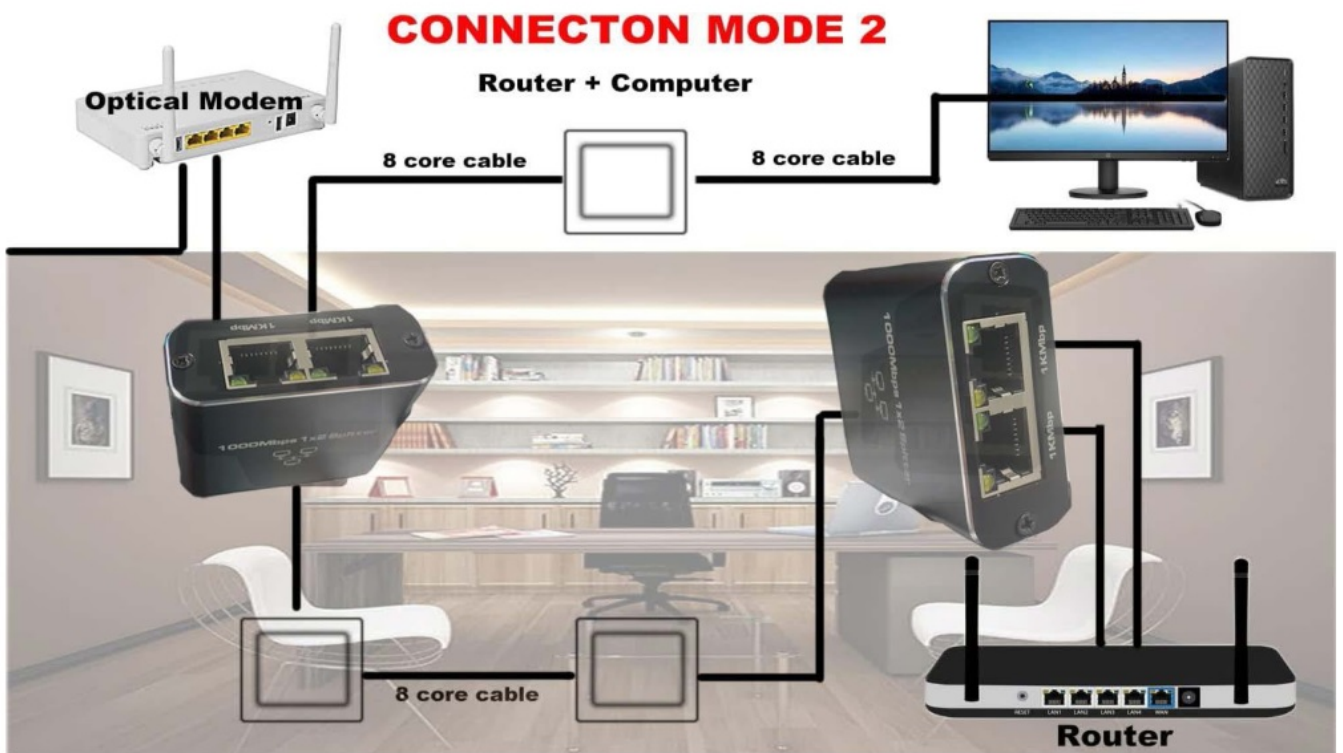 CONNECTON MODE 2
Router + Computer
Optical Modem
8 core cable
8 core cable
1KMbp
1KMbp
1000Mbps 1x2 Splitter
1000Mbps 1x2 Splitter
1KMbp
1KMbp
8 core cable
RESET LAN1 LAN2 LAN3 LAN4 WAN
Router